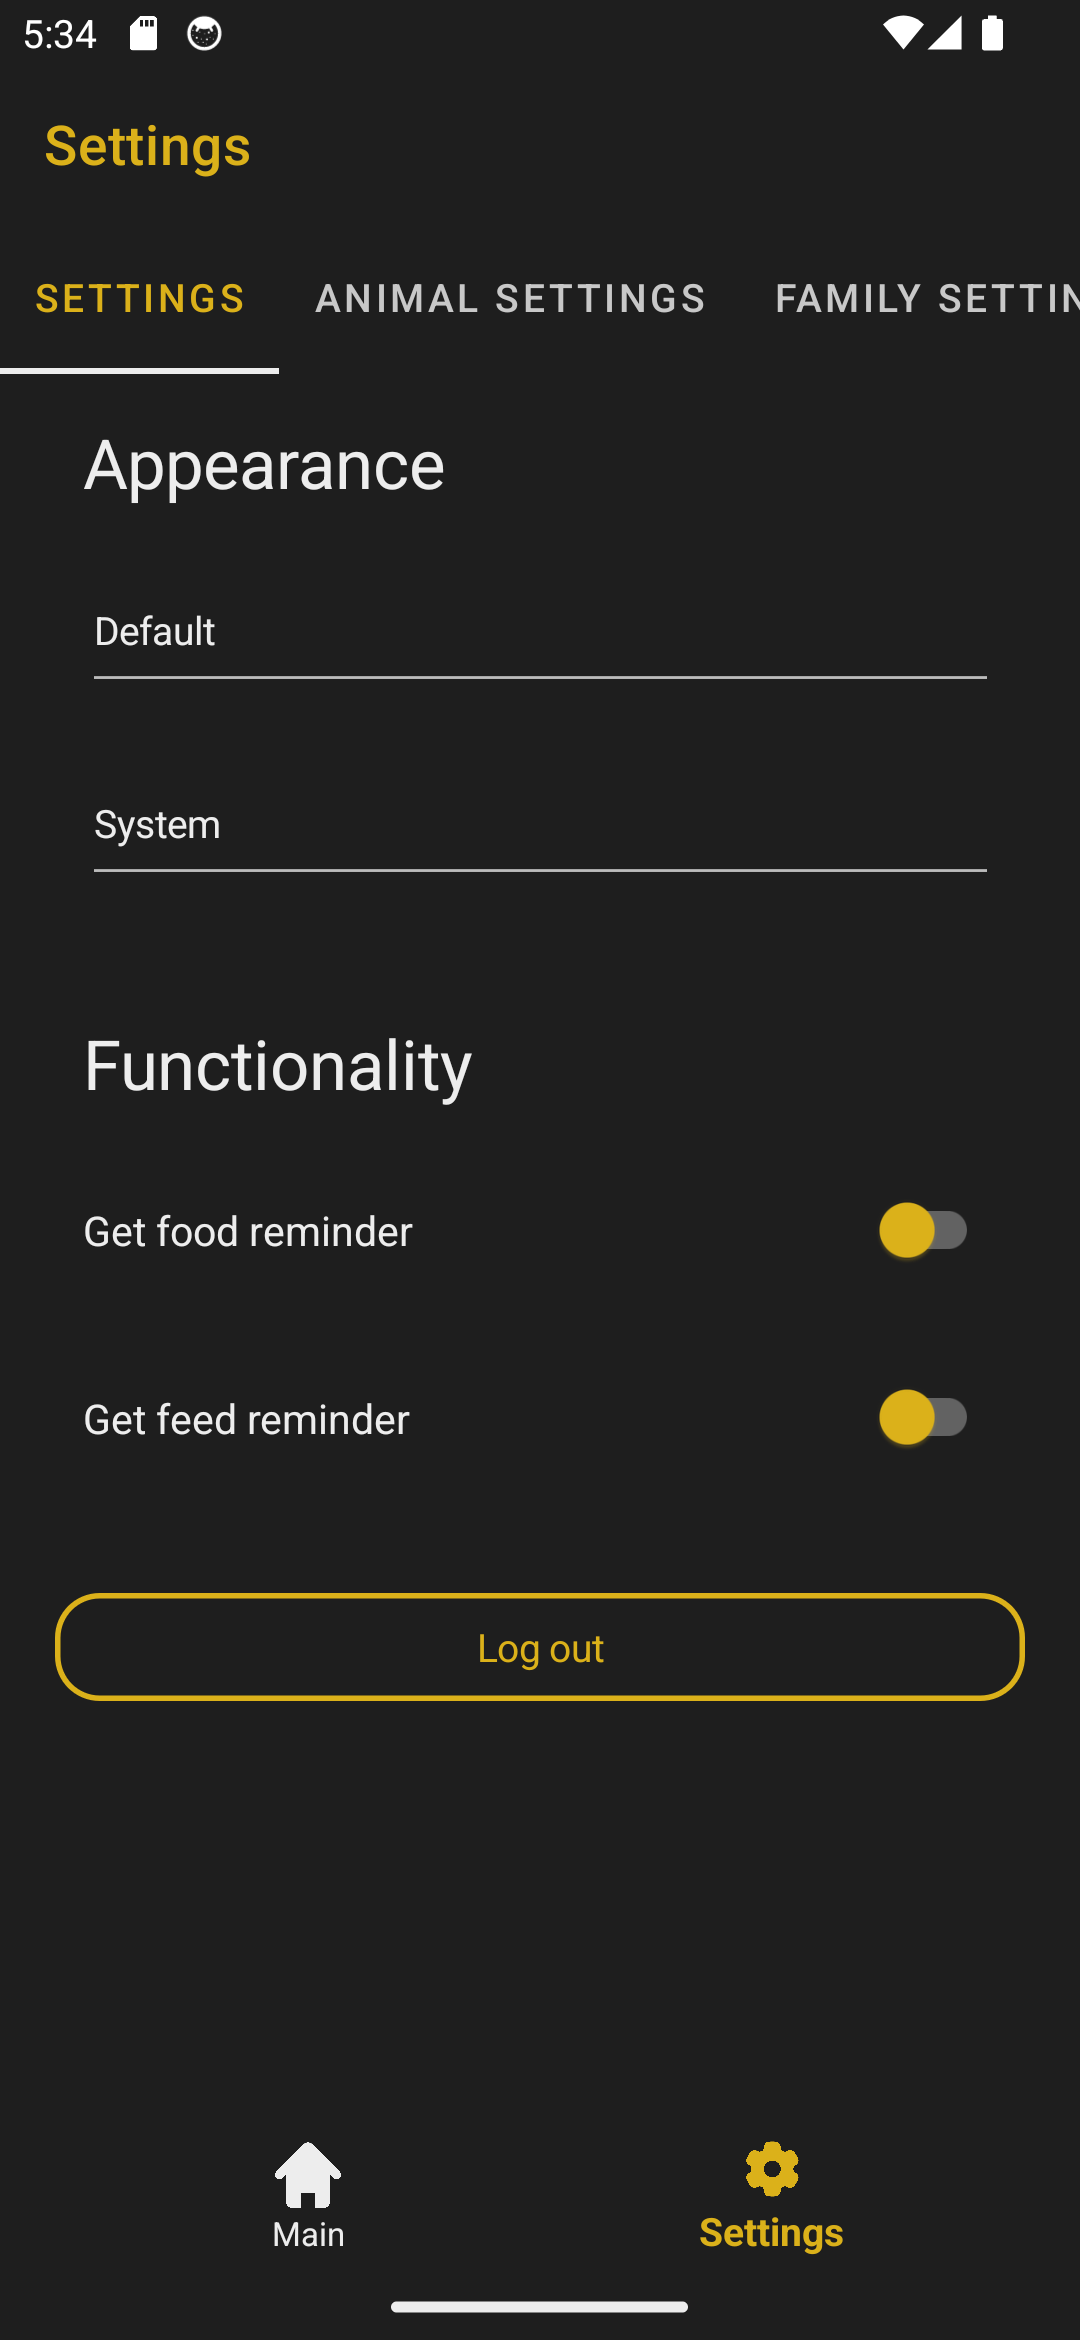 5:34
Settings
SETTINGS ANIMAL SETTINGS FAMILY SETTIN
Appearance
Default
System
Functionality
Get food reminder
Get feed reminder
Log out
Main Settings